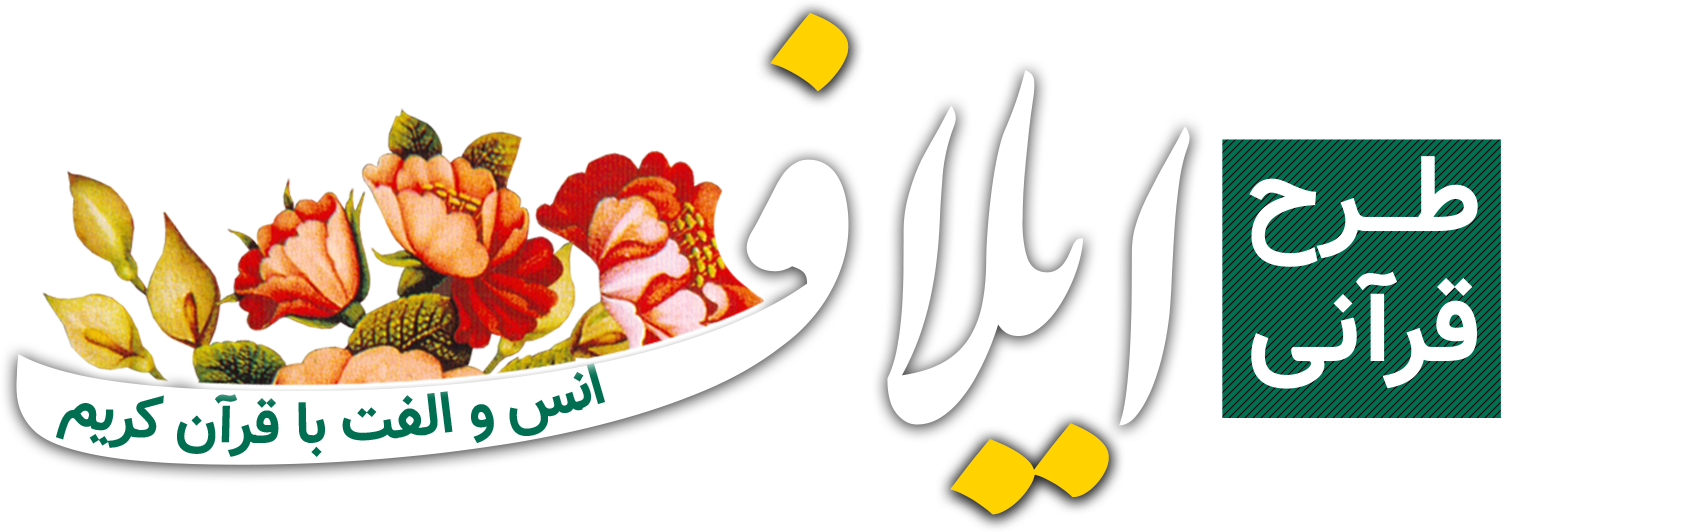 طرح
قرآنی
ایلاف
انس و الفت با قرآن کریم